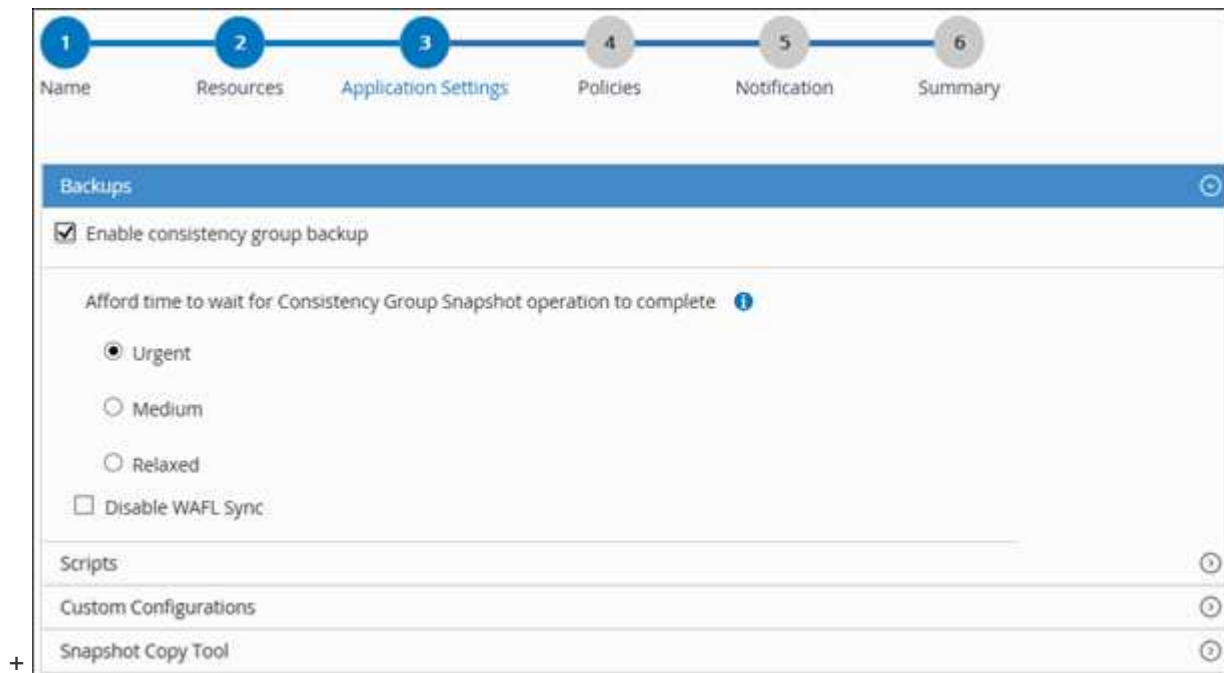 1 2 3 4 5 6
Name Resources Application Settings Policies Notification Summary
Backups
Enable consistency group backup
Afford time to wait for Consistency Group Snapshot operation to complete i
Urgent
Medium
Relaxed
Disable WAFL Sync
Scripts
Custom Configurations
Snapshot Copy Tool
+